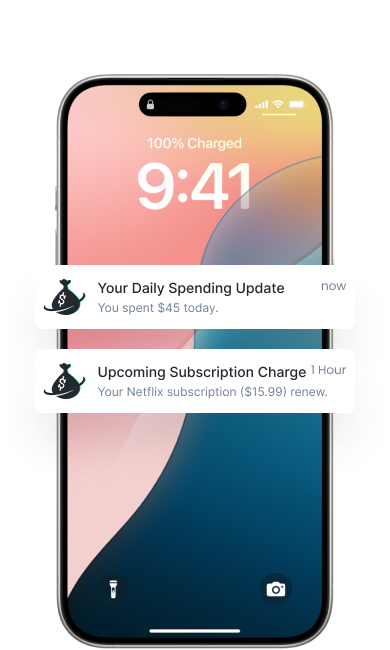 100% Charged
9:41
Your Daily Spending Update now
You spent $45 today.
Upcoming Subscription Charge 1 Hour
Your Netflix subscription ($15.99) renew.